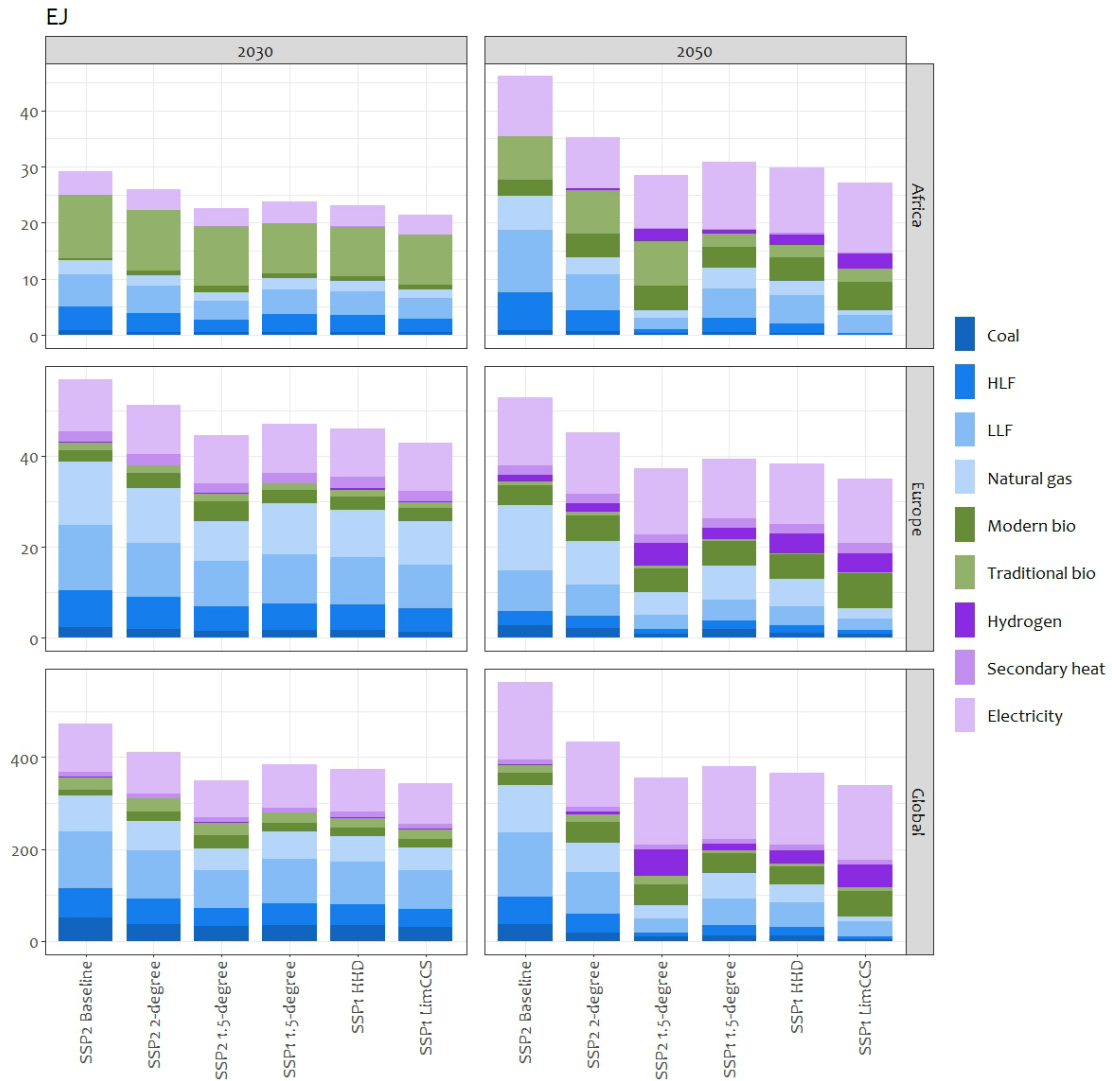 EJ
2030
2050
40
30
20
10
0
Africa
40
20
0
Europe
400
200
0
Global
SSP2 Baseline
SSP2 2-degree
SSP2 1.5-degree
SSP1 1.5-degree
SSP1 HHD
SSP1 LimCCS
SSP2 Baseline
SSP2 2-degree
SSP2 1.5-degree
SSP1 1.5-degree
SSP1 HHD
SSP1 LimCCS
Coal
HLF
LLF
Natural gas
Modern bio
Traditional bio
Hydrogen
Secondary heat
Electricity